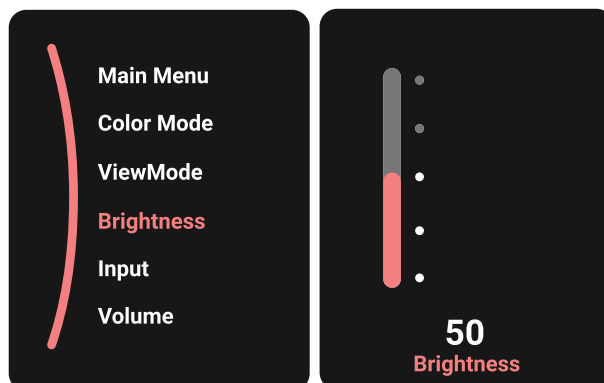 Main Menu
Color Mode
ViewMode
Brightness
Input
Volume
50
Brightness